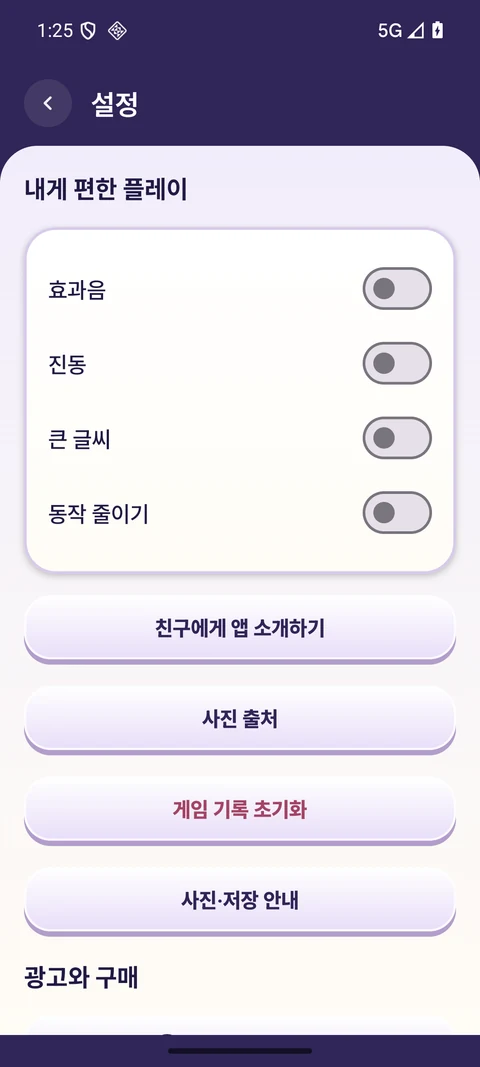 1:25
5G
설정
내게 편한 플레이
효과음
진동
큰 글씨
동작 줄이기
친구에게 앱 소개하기
사진 출처
게임 기록 초기화
사진·저장 안내
광고와 구매